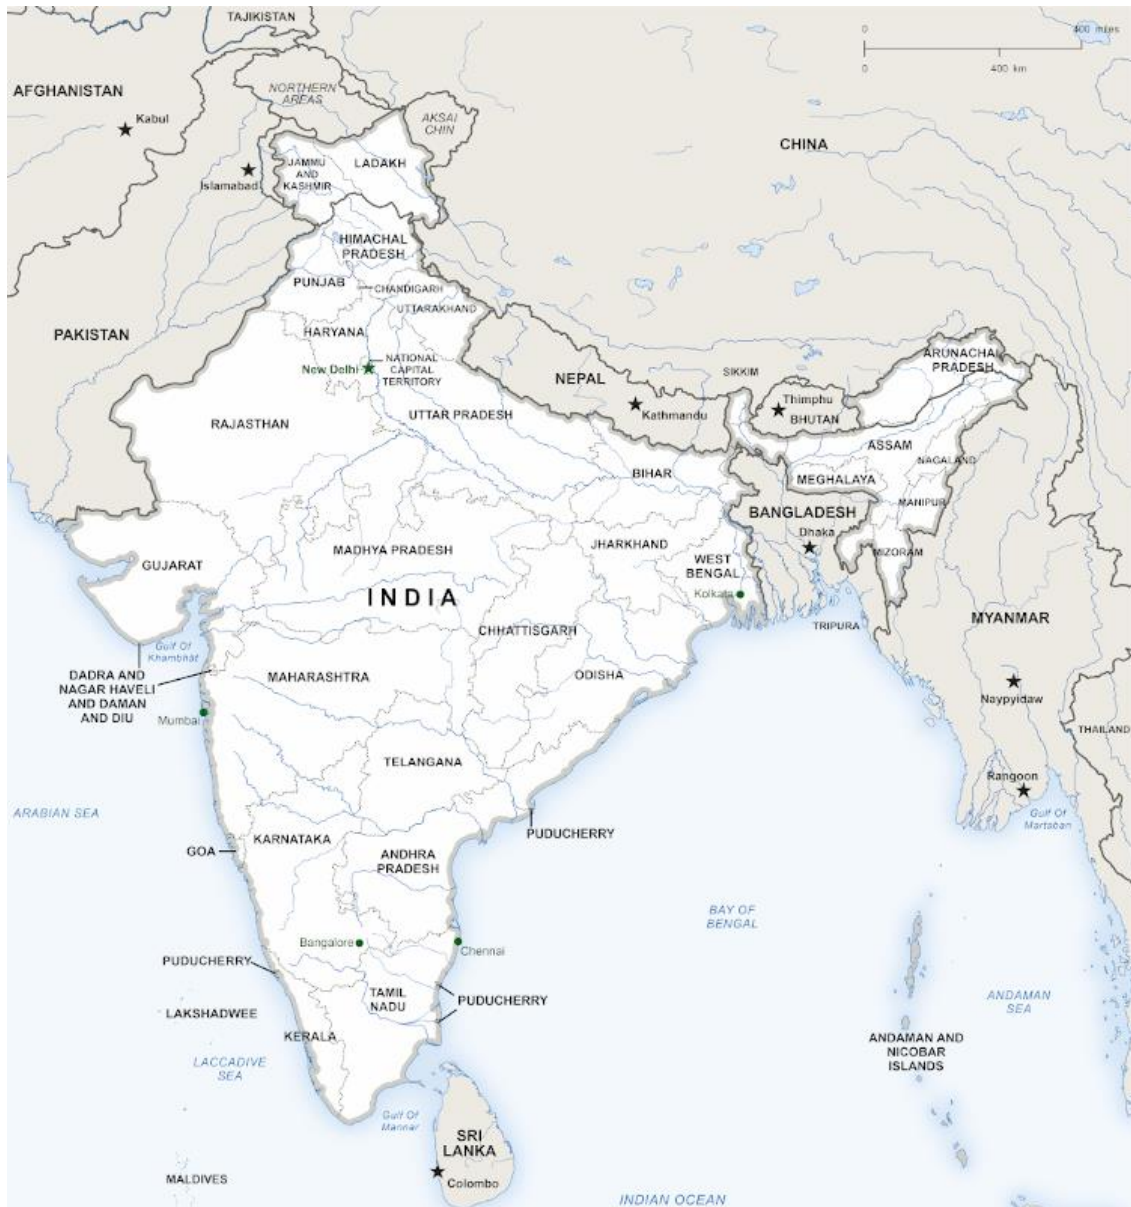 TAJIKISTAN
0
400 miles
0
400 km
AFGHANISTAN
Kabul
NORTHERN
AREAS
AKSAI
CHIN
CHINA
JAMMU
AND
KASHMIR
LADAKH
Islamabad
HIMACHAL
PRADESH
PUNJAB
CHANDIGARH
UTTARAKHAND
PAKISTAN
HARYANA
New Delhi
NATIONAL
CAPITAL
TERRITORY
NEPAL
Kathmandu
SIKKIM
Thimphu
BHUTAN
ARUNACHAL
PRADESH
RAJASTHAN
UTTAR PRADESH
ASSAM
NAGALAND
BIHAR
MEGHALAYA
MANIPUR
BANGLADESH
Dhaka
GUJARAT
MADHYA PRADESH
JHARKHAND
WEST
BENGAL
MIZORAM
INDIA
Kolkata
CHHATTISGARH
TRIPURA
MYANMAR
Gulf Of
Khambhāt
DADRA AND
NAGAR HAVELI
AND DAMAN
AND DIU
MAHARASHTRA
ODISHA
Naypyidaw
Mumbai
THAILAND
TELANGANA
Rangoon
ARABIAN SEA
Gulf Of
Martaban
PUDUCHERRY
KARNATAKA
GOA
ANDHRA
PRADESH
BAY OF
BENGAL
Bangalore
Chennai
PUDUCHERRY
TAMIL
NADU
PUDUCHERRY
ANDAMAN
SEA
LAKSHADWEE
KERALA
ANDAMAN AND
NICOBAR
ISLANDS
LACCADIVE
SEA
Gulf Of
Mannar
SRI
LANKA
MALDIVES
Colombo
INDIAN OCEAN